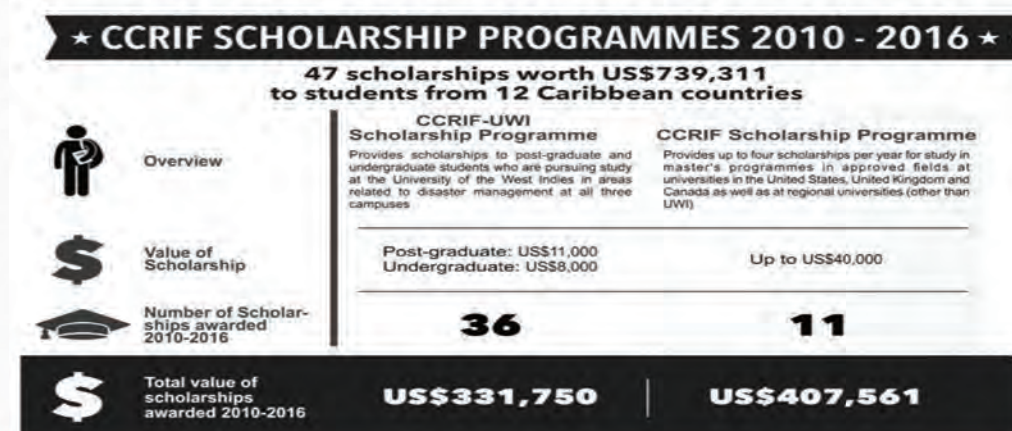 ★ CCRIF SCHOLARSHIP PROGRAMMES 2010 - 2016 ★
47 scholarships worth US$739,311
to students from 12 Caribbean countries
Overview
CCRIF-UWI
Scholarship Programme
Provides scholarships to post-graduate and
undergraduate students who are pursuing study
at the University of the West Indies in areas
related to disaster management at all three
campuses
CCRIF Scholarship Programme
Provides up to four scholarships per year for study in
master's programmes in approved fields at
universities in the United States, United Kingdom and
Canada as well as at regional universities (other than
UWI)
Value of
Scholarship
Post-graduate: US$11,000
Undergraduate: US$8,000
Up to US$40,000
Number of Scholar-
ships awarded
2010-2016
36
11
Total value of
scholarships
awarded 2010-2016
US$331,750
US$407,561